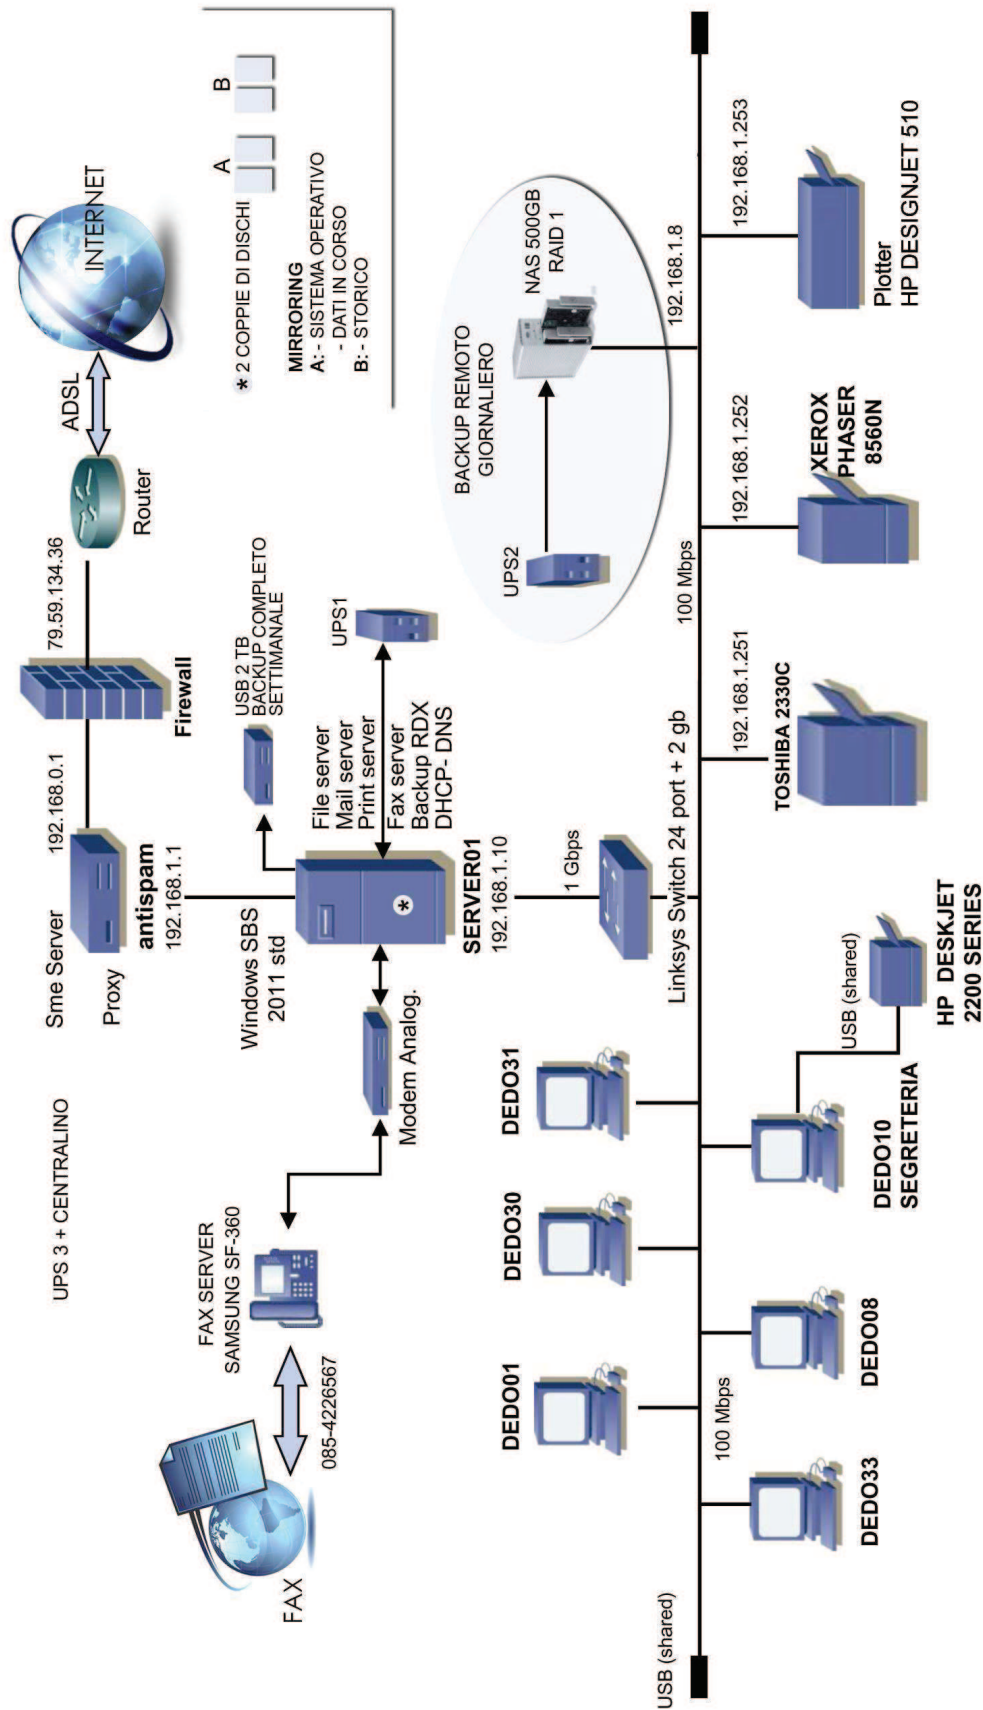 UPS 3 + CENTRALINO
Sme Server
192.168.0.1
79.59.134.36
ADSL
INTERNET
Proxy
antispam
192.168.1.1
Firewall
Router
FAX SERVER
SAMSUNG SF-360
Windows SBS
2011 std
USB 2 TB
BACKUP COMPLETO
SETTIMANALE
A
B
* 2 COPPIE DI DISCHI
MIRRORING
A: - SISTEMA OPERATIVO
- DATI IN CORSO
B: - STORICO
FAX
085-4226567
Modem Analog.
*
File server
Mail server
Print server
Fax server
Backup RDX
DHCP- DNS
UPS1
SERVER01
192.168.1.10
BACKUP REMOTO
GIORNALIERO
UPS2
NAS 500GB
RAID 1
DEDO01
DEDO30
DEDO31
1 Gbps
192.168.1.8
USB (shared)
Linksys Switch 24 port + 2 gb
100 Mbps
100 Mbps
192.168.1.251
192.168.1.252
192.168.1.253
USB (shared)
TOSHIBA 2330C
XEROX
PHASER
8560N
Plotter
HP DESIGNJET 510
DEDO33
DEDO08
DEDO10
SEGRETERIA
HP DESKJET
2200 SERIES